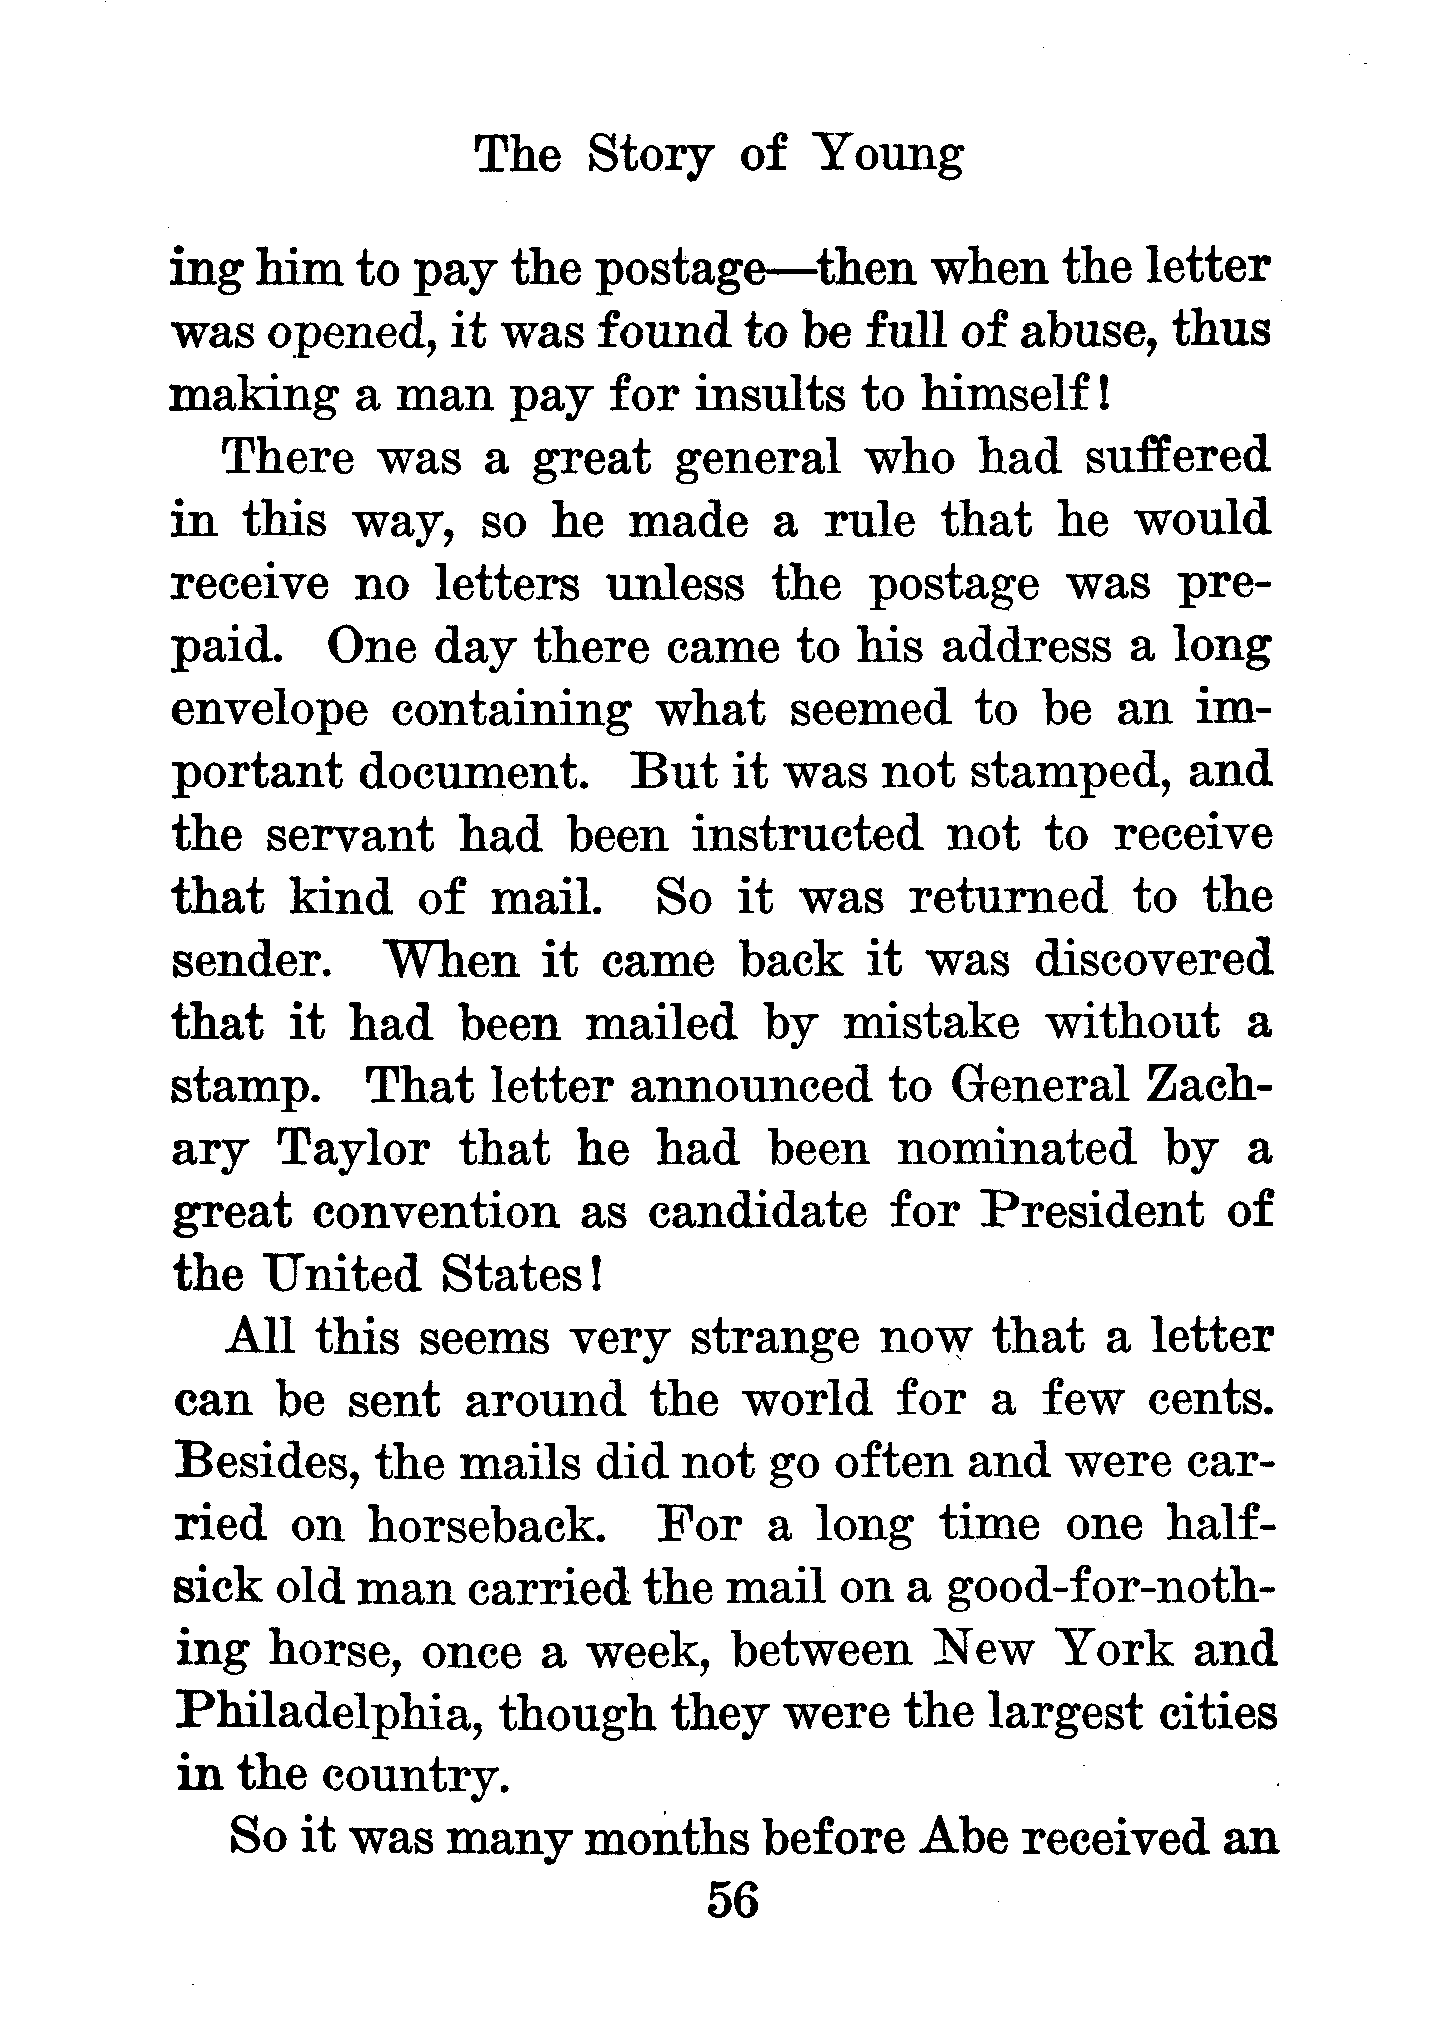 The Story of Young
ing him to pay the postage—then when the letter
was opened, it was found to be full of abuse, thus
making a man pay for insults to himself!
There was a great general who had suffered
in this way, so he made a rule that he would
receive no letters unless the postage was pre-
paid. One day there came to his address a long
envelope containing what seemed to be an im-
portant document. But it was not stamped, and
the servant had been instructed not to receive
that kind of mail. So it was returned to the
sender. When it came back it was discovered
that it had been mailed by mistake without a
stamp. That letter announced to General Zach-
ary Taylor that he had been nominated by a
great convention as candidate for President of
the United States!
All this seems very strange now that a letter
can be sent around the world for a few cents.
Besides, the mails did not go often and were car-
ried on horseback. For a long time one half-
sick old man carried the mail on a good-for-noth-
ing horse, once a week, between New York and
Philadelphia, though they were the largest cities
in the country.
So it was many months before Abe received an
56